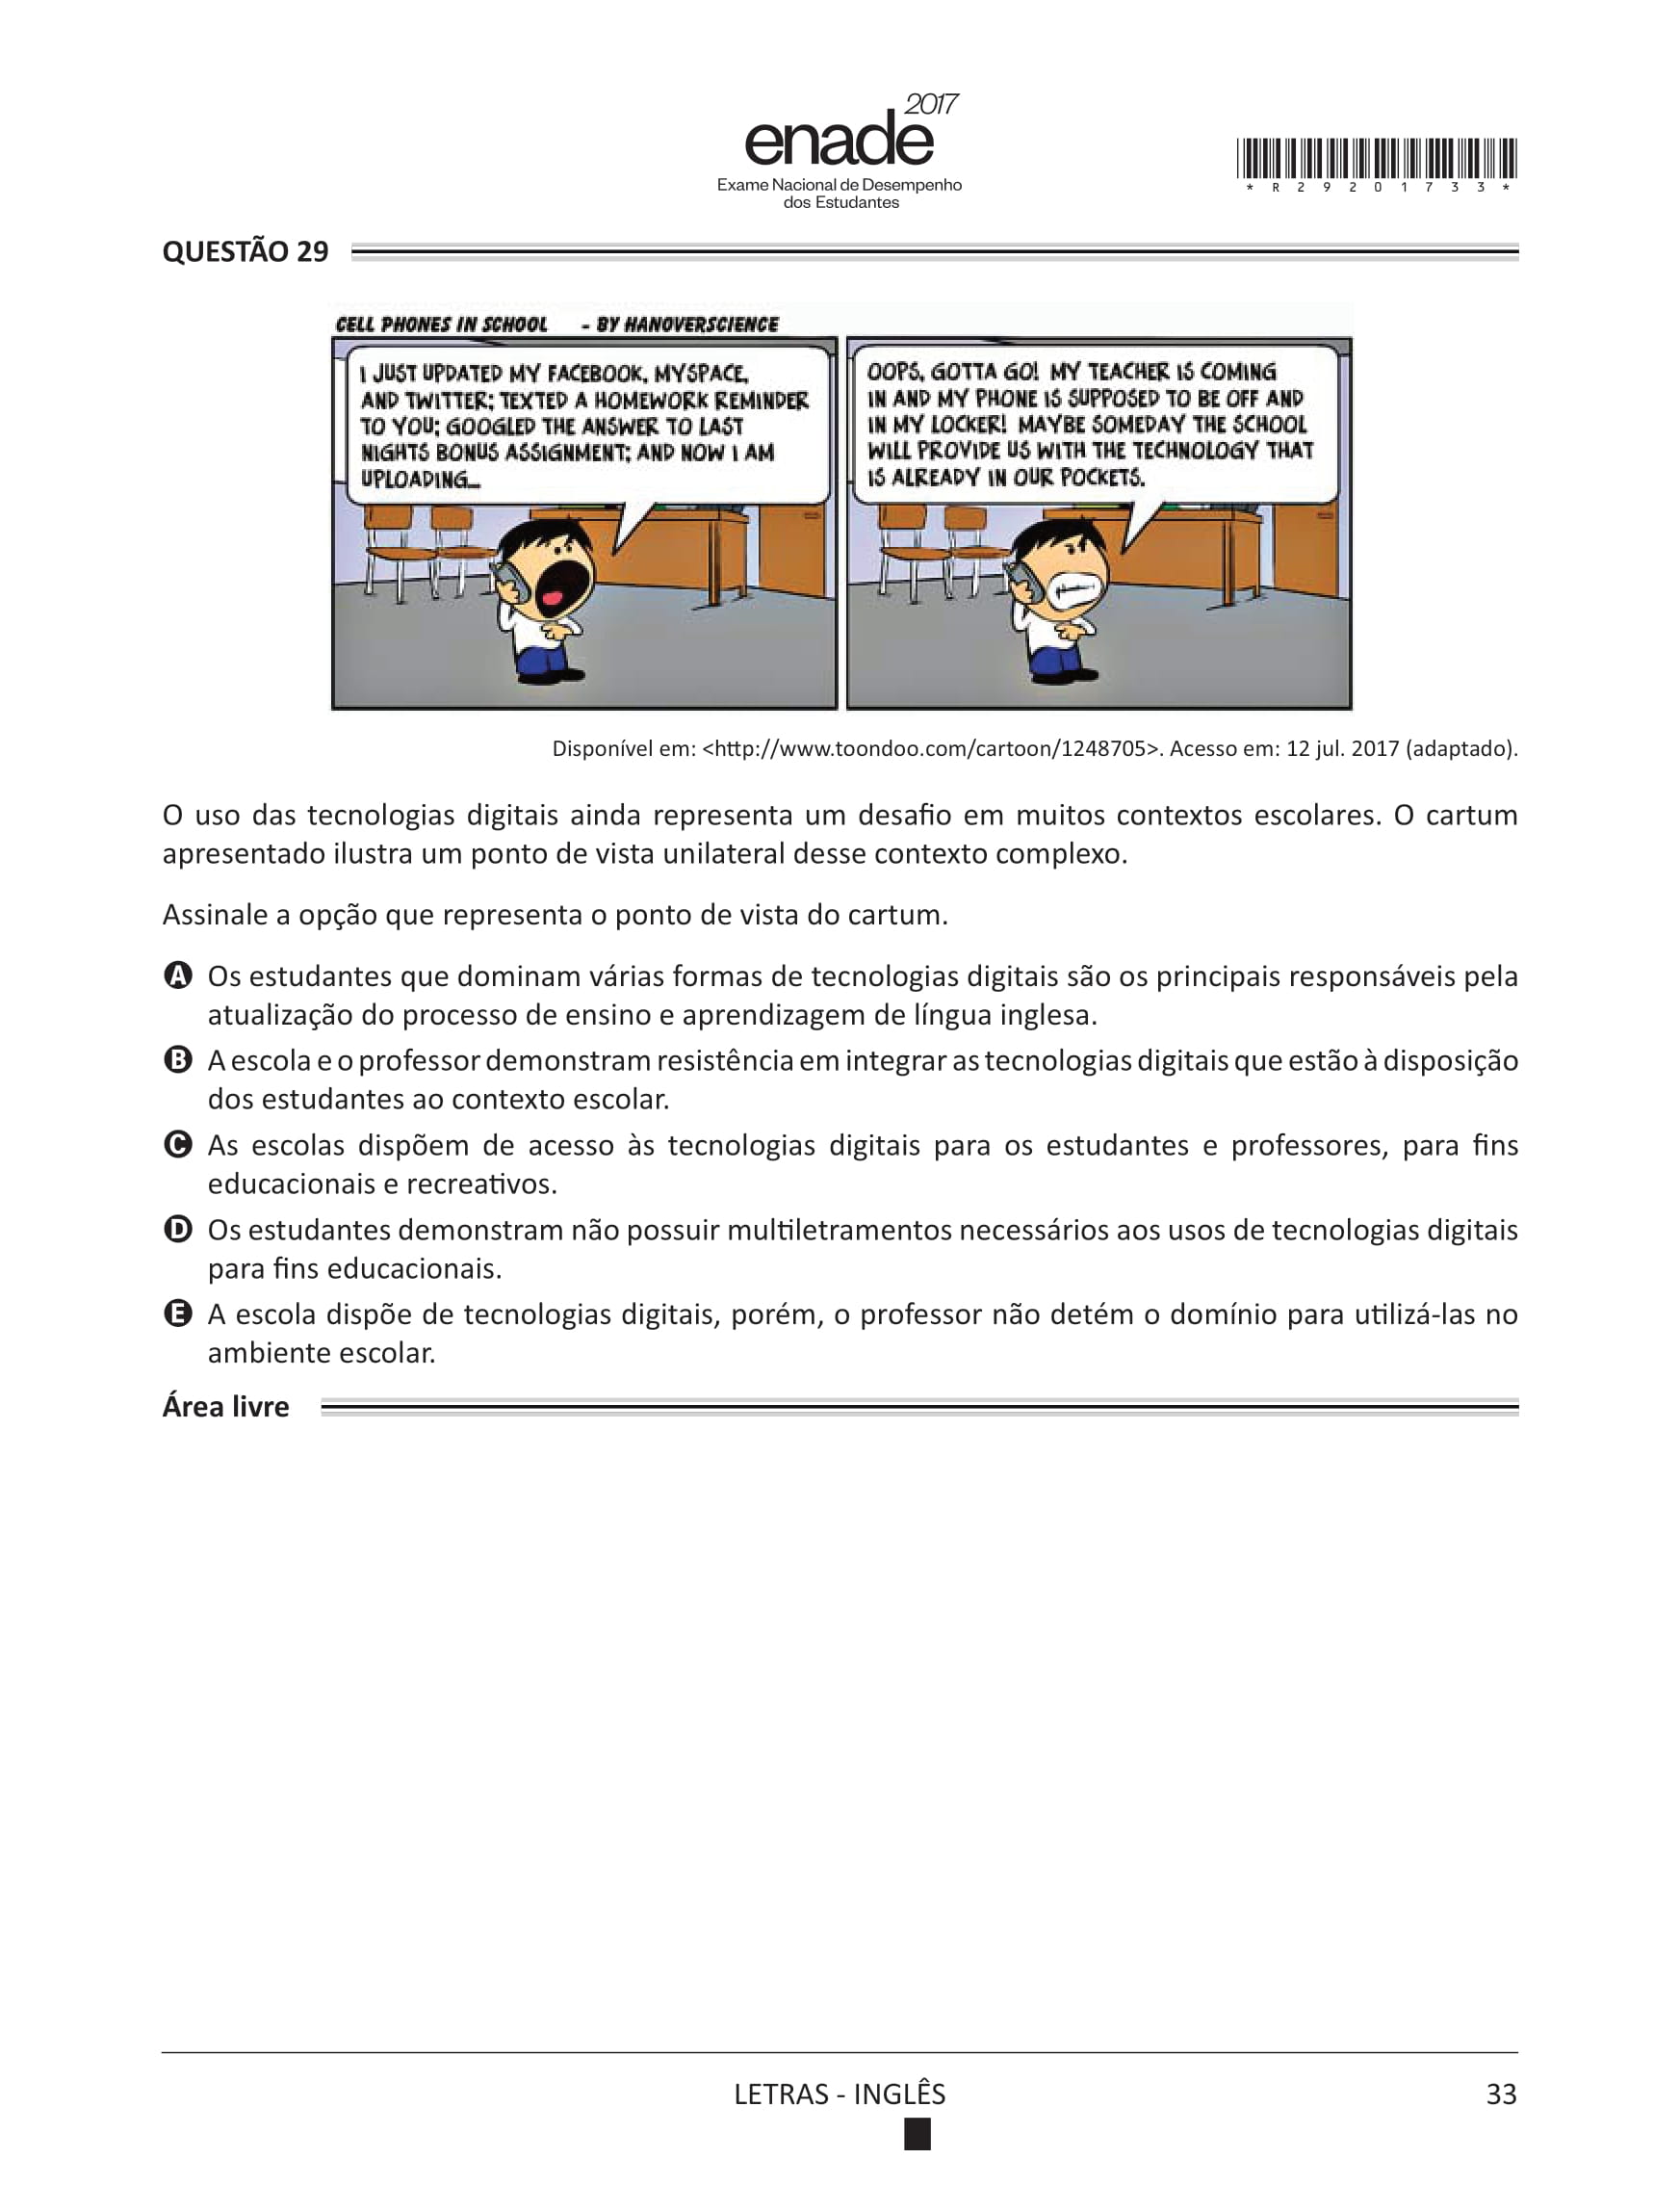 2017
enade
Exame Nacional de Desempenho
dos Estudantes
* R 2 9 2 0 1 7 3 3 *
QUESTÃO 29
CELL PHONES IN SCHOOL - BY HANOVERSCIENCE
I JUST UPDATED MY FACEBOOK, MYSPACE,
AND TWITTER; TEXTED A HOMEWORK REMINDER
TO YOU; GOOGLED THE ANSWER TO LAST
NIGHTS BONUS ASSIGNMENT; AND NOW I AM
UPLOADING...
OOPS, GOTTA GO! MY TEACHER IS COMING
IN AND MY PHONE IS SUPPOSED TO BE OFF AND
IN MY LOCKER! MAYBE SOMEDAY THE SCHOOL
WILL PROVIDE US WITH THE TECHNOLOGY THAT
IS ALREADY IN OUR POCKETS.
Disponível em: <http://www.toondoo.com/cartoon/1248705>. Acesso em: 12 jul. 2017 (adaptado).
O uso das tecnologias digitais ainda representa um desafio em muitos contextos escolares. O cartum
apresentado ilustra um ponto de vista unilateral desse contexto complexo.
Assinale a opção que representa o ponto de vista do cartum.
A Os estudantes que dominam várias formas de tecnologias digitais são os principais responsáveis pela
atualização do processo de ensino e aprendizagem de língua inglesa.
B A escola e o professor demonstram resistência em integrar as tecnologias digitais que estão à disposição
dos estudantes ao contexto escolar.
C As escolas dispõem de acesso às tecnologias digitais para os estudantes e professores, para fins
educacionais e recreativos.
D Os estudantes demonstram não possuir multiletramentos necessários aos usos de tecnologias digitais
para fins educacionais.
E A escola dispõe de tecnologias digitais, porém, o professor não detém o domínio para utilizá-las no
ambiente escolar.
Área livre
LETRAS - INGLÊS
33